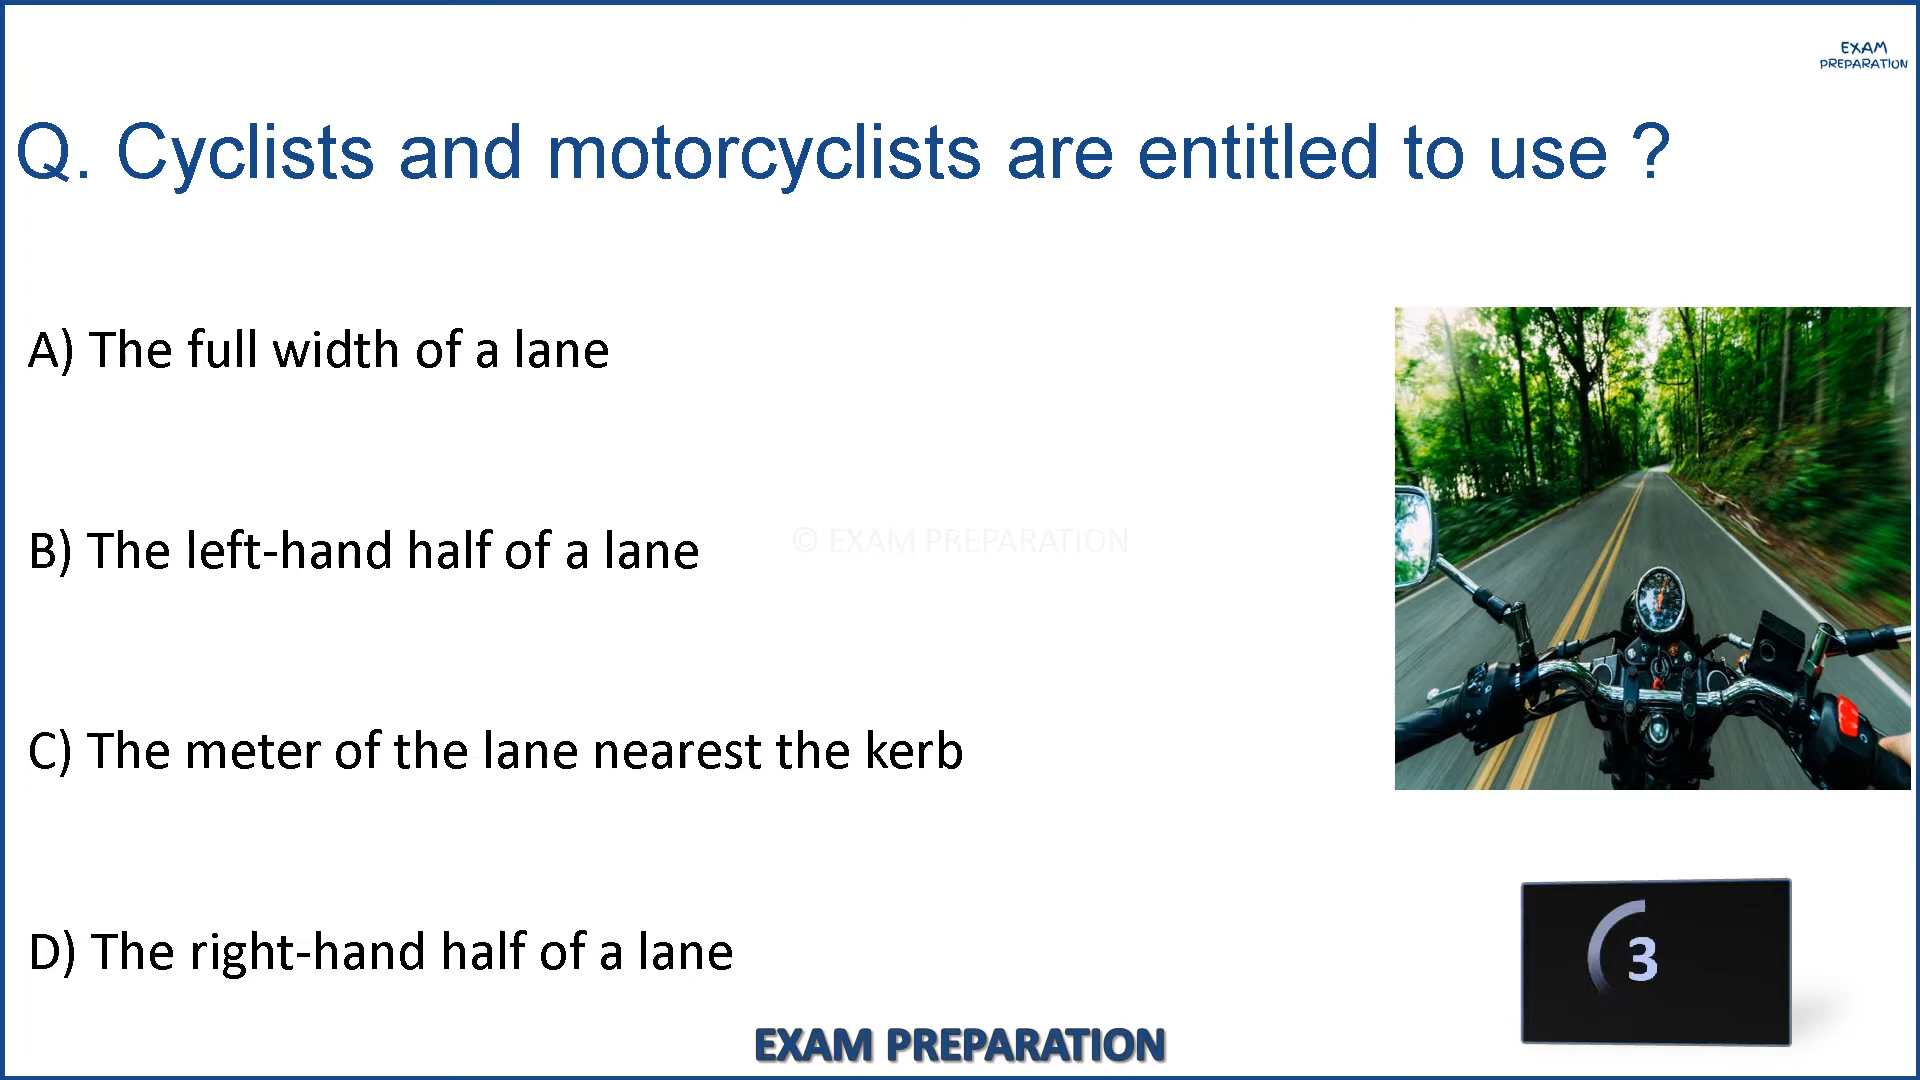 EXAM
PREPARATION
Q. Cyclists and motorcyclists are entitled to use ?
A) The full width of a lane
B) The left-hand half of a lane
© EXAM PREPARATION
C) The meter of the lane nearest the kerb
D) The right-hand half of a lane
3
EXAM PREPARATION